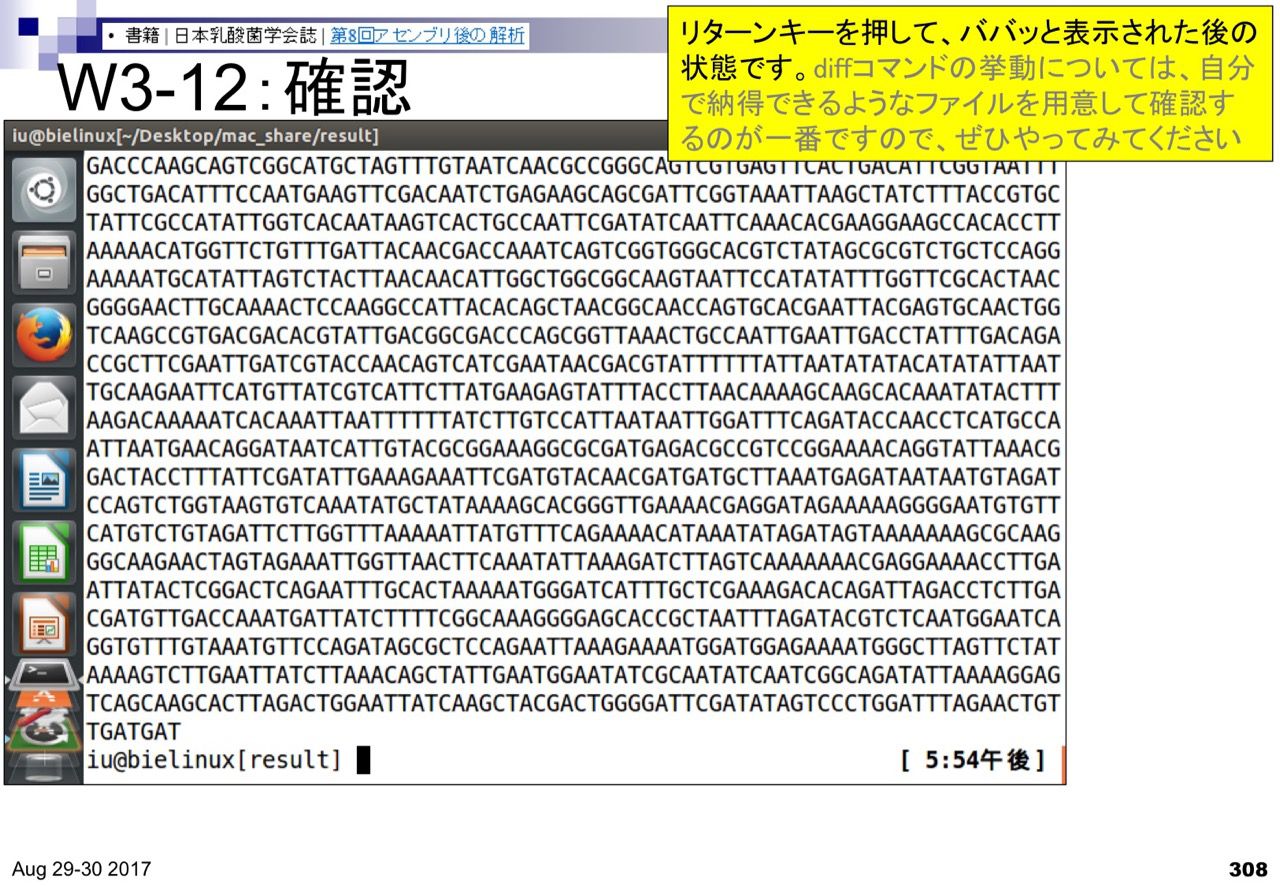 • 書籍 | 日本乳酸菌学会誌 | 第8回アセンブリ後の解析
W3-12：確認
リターンキーを押して、ババッと表示された後の
状態です。diffコマンドの挙動については、自分
で納得できるようなファイルを用意して確認す
るのが一番ですので、ぜひやってみてください
iu@bielinux[~/Desktop/mac_share/result]
GACCCAAGCAGTCGGCATGCTAGTTTGTAATCAACGCCGGGCAGTCGTGAGTTCACTGACATTCGGTAATTT
GGCTGACATTTCCAATGAAGTTCGACAATCTGAGAAGCAGCGATTCGGTAAATTAAGCTATCTTTACCGTGC
TATTCGCCATATTGGTCACAATAAGTCACTGCCAATTCGATATCAATTCAAACACGAAGGAAGCCACACCTT
AAAAACATGGTTCTGTTTGATTACAACGACCAAATCAGTCGGTGGGCACGTCTATAGCGCGTCTGCTCCAGG
AAAAATGCATATTAGTCTACTTAACAACATTGGCTGGCGGCAAGTAATTCCATATATTTGGTTCGCACTAAC
GGGGAACTTGCAAAACTCCAAGGCCATTACACAGCTAACGGCAACCAGTGCACGAATTACGAGTGCAACTGG
TCAAGCCGTGACGACACGTATTGACGGCGACCCAGCGGTTAAACTGCCAATTGAATTGACCTATTTGACAGA
CCGCTTCGAATTGATCGTACCAACAGTCATCGAATAACGACGTATTTTTTATTAATATATACATATATTAAT
TGCAAGAATTCATGTTATCGTCATTCTTATGAAGAGTATTTACCTTAACAAAAGCAAGCACAAATATACTTT
AAGACAAAAATCACAAATTAATTTTTTATCTTGTCCATTAATAATTGGATTTCAGATACCAACCTCATGCCA
ATTAATGAACAGGATAATCATTGTACGCGGAAAGGCGCGATGAGACGCCGTCCGGAAAACAGGTATTAAACG
GACTACCTTTATTCGATATTGAAAGAAATTCGATGTACAACGATGATGCTTAAATGAGATAATAATGTAGAT
CCAGTCTGGTAAGTGTCAAATATGCTATAAAAGCACGGGTTGAAAACGAGGATAGAAAAAGGGGAATGTGTT
CATGTCTGTAGATTCTTGGTTTAAAAATTATGTTTCAGAAAACATAAATATAGATAGTAAAAAAAGCGCAAG
GGCAAGAACTAGTAGAAATTGGTTAACTTCAAATATTAAAGATCTTAGTCAAAAAAACGAGGAAAACCTTGA
ATTATACTCGGACTCAGAATTTGCACTAAAAATGGGATCATTTGCTCGAAAGACACAGATTAGACCTCTTGA
CGATGTTGACCAAATGATTATCTTTTCGGCAAAGGGGAGCACCGCTAATTTAGATACGTCTCAATGGAATCA
GGTGTTTGTAAATGTTCCAGATAGCGCTCCAGAATTAAAGAAAATGGATGGAGAAAATGGGCTTAGTTCTAT
AAAAGTCTTGAATTATCTTAAACAGCTATTGAATGGAATATCGCAATATCAATCGGCAGATATTAAAAGGAG
TCAGCAAGCACTTAGACTGGAATTATCAAGCTACGACTGGGGATTCGATATAGTCCCTGGATTTAGAACTGT
TGATGAT
iu@bielinux[result] [ 5:54午後]
Aug 29-30 2017
308